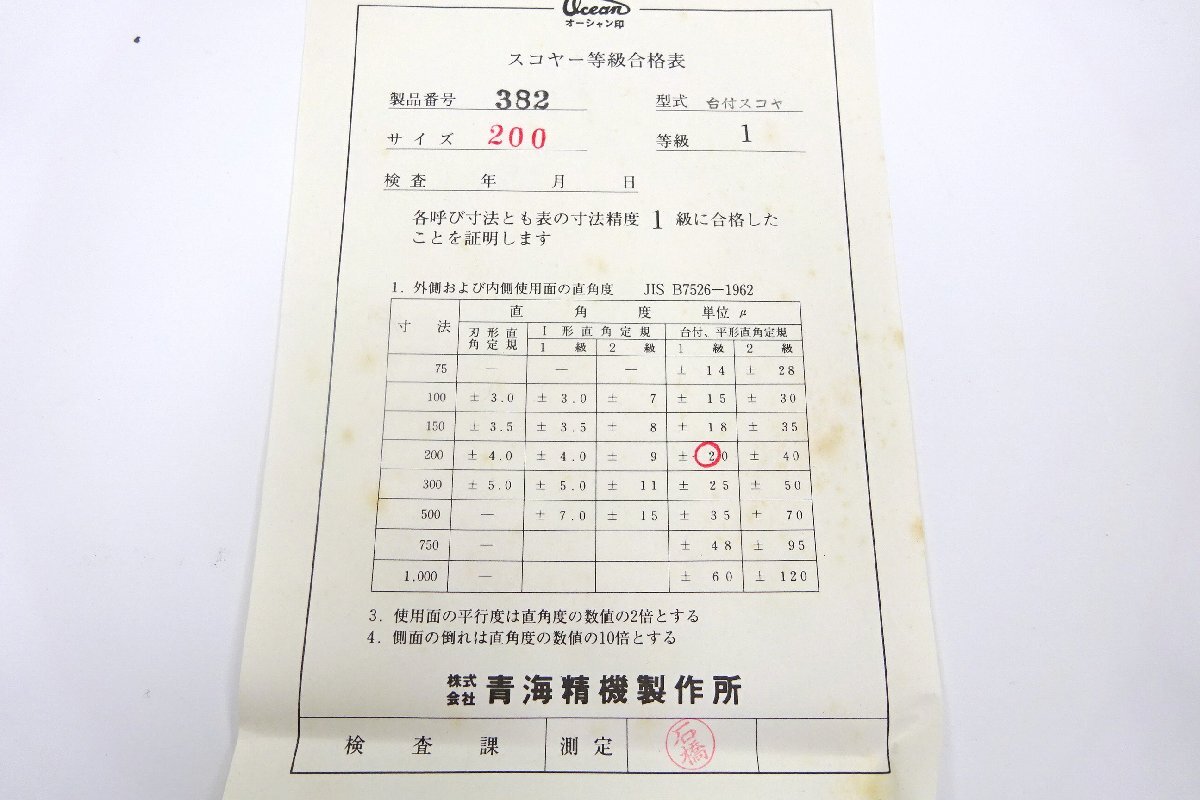 Ocean
オーシャン印
スコヤー等級合格表
製品番号 382 型式 台付スコヤ
サイズ 200 等級 1
検査 年 月 日
各呼び寸法とも表の寸法精度 1 級に合格した
ことを証明します
1. 外側および内側使用面の直角度 JIS B7526—1962
寸 法 直 角 度 単位 μ
刃形直角定規 I 形直角定規 台付、平形直角定規
1 級 2 級 1 級 2 級
75 — — — ± 14 ± 28
100 ± 3.0 ± 3.0 ± 7 ± 15 ± 30
150 ± 3.5 ± 3.5 ± 8 ± 18 ± 35
200 ± 4.0 ± 4.0 ± 9 ± 20 ± 40
300 ± 5.0 ± 5.0 ± 11 ± 25 ± 50
500 — ± 7.0 ± 15 ± 35 ± 70
750 — ± 48 ± 95
1,000 — ± 60 ± 120
3. 使用面の平行度は直角度の数値の2倍とする
4. 側面の倒れは直角度の数値の10倍とする
株式会社 青海精機製作所
検 査 課 測 定 石橋